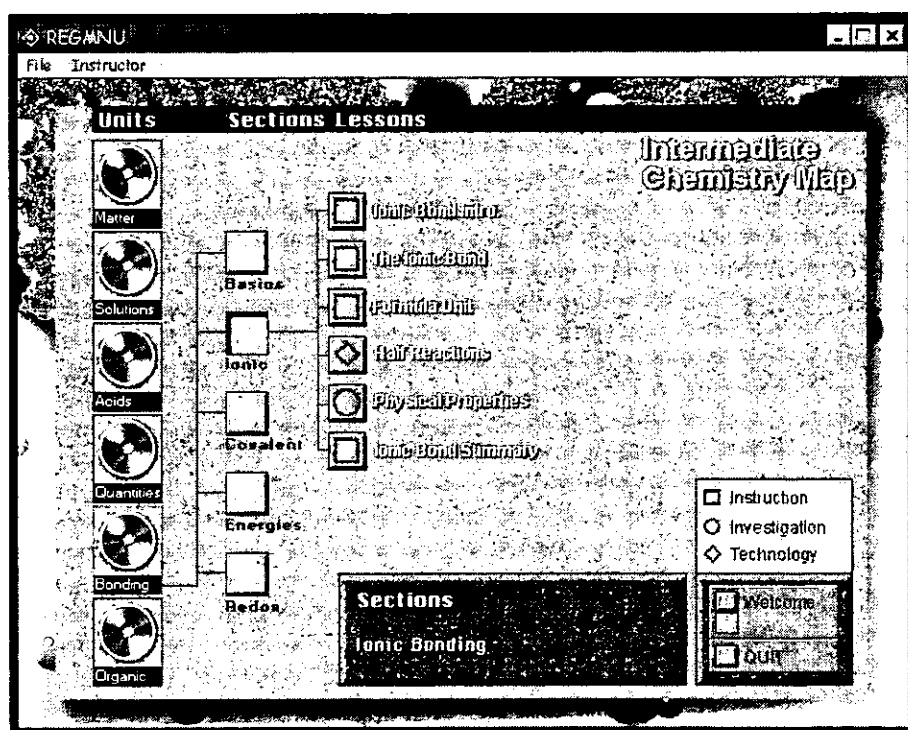 REGMNU
File Instructor
Units Sections Lessons
Intermediate
Chemistry Map
Matter
Solutions
Acids
Quantities
Bonding
Organic
Basics
Ionic
Covalent
Energies
Redox
Ionic Bond Intro.
The Ionic Bond
Formula Unit
Half Reactions
Physical Properties
Ionic Bond Summary
Instruction
Investigation
Technology
Sections
Ionic Bonding
Welcome
QUIT